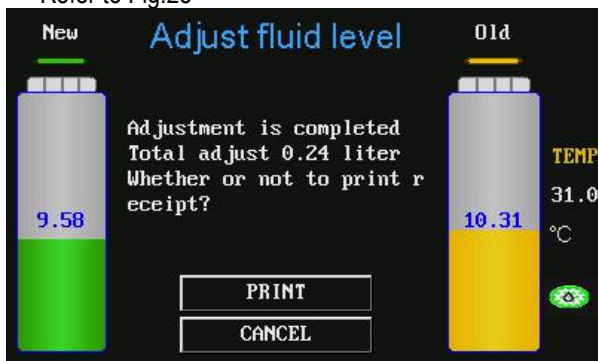 Refer to Fig.
New
Adjust fluid level
Old
Adjustment is completed
Total adjust 0.24 liter
Whether or not to print r
eceipt?
9.58
10.31
TEMP
31.0
°C
PRINT
CANCEL